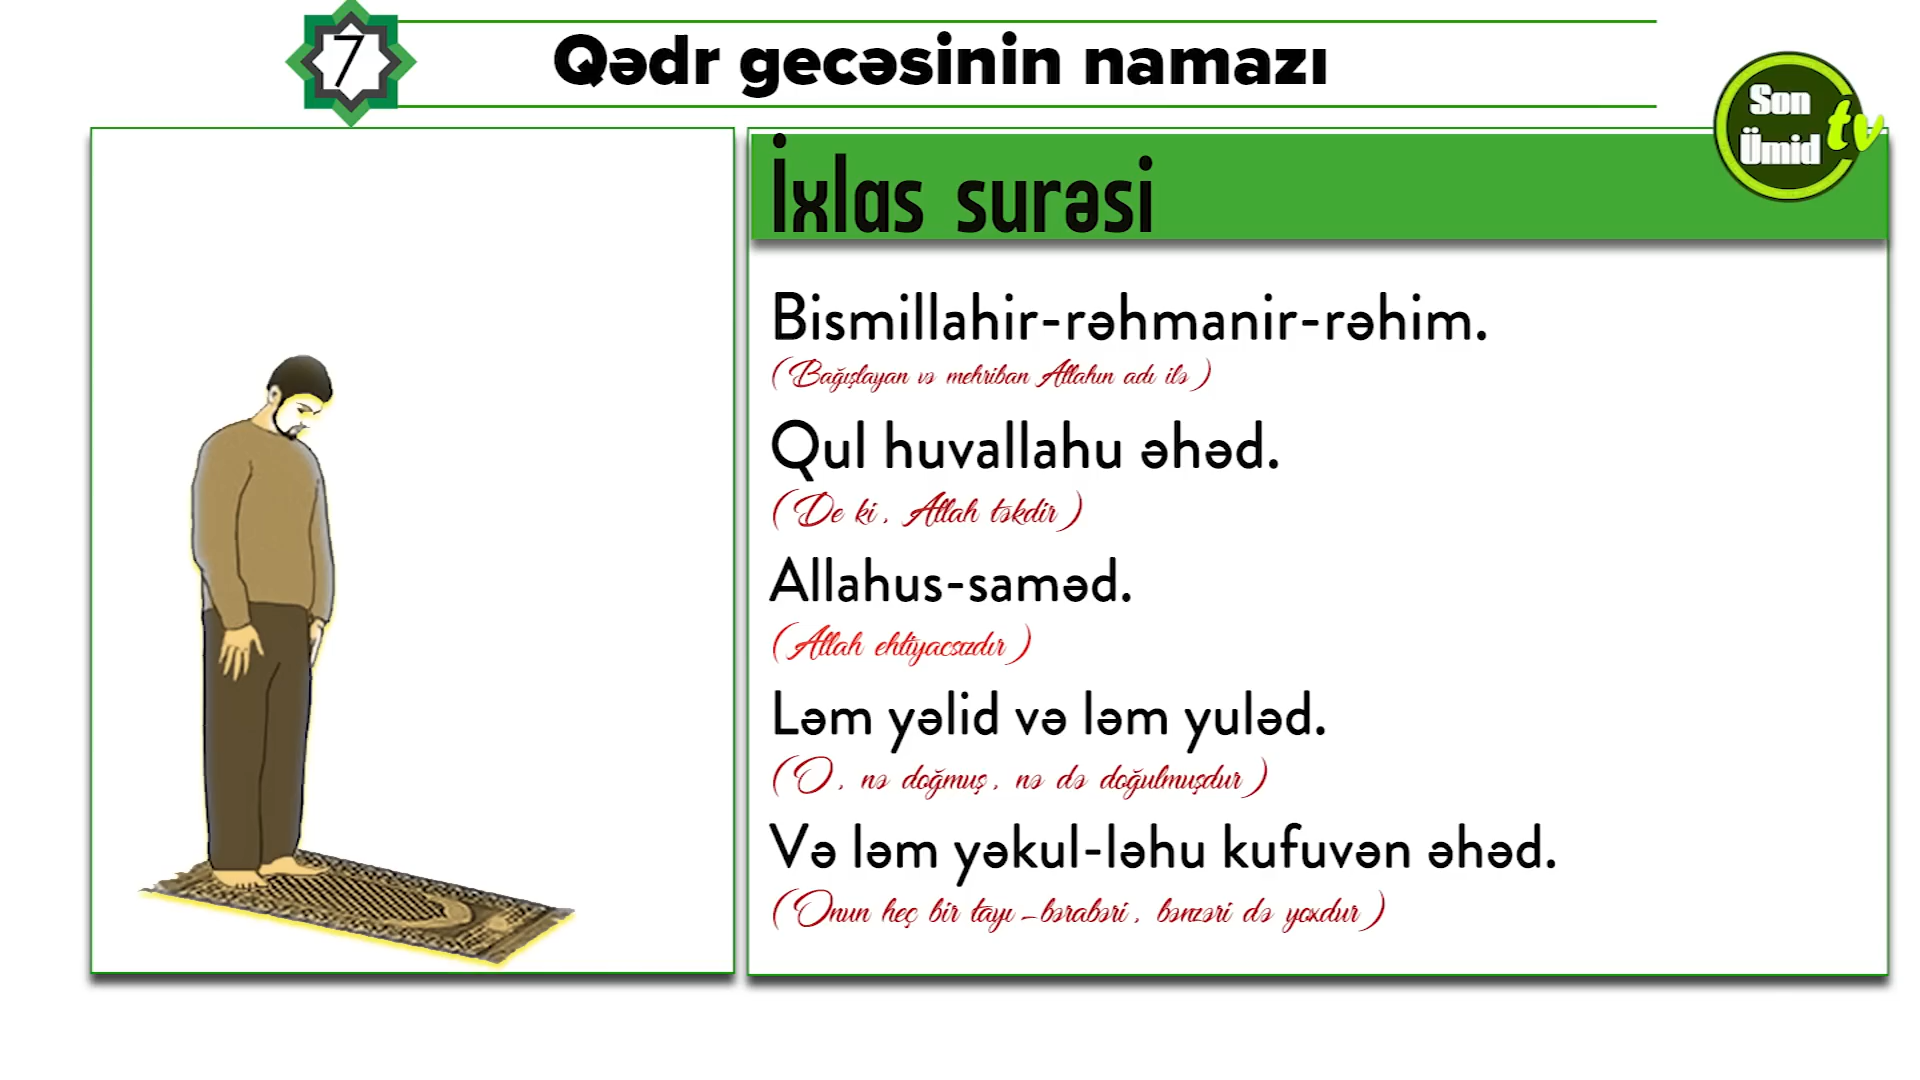 7
Qədr gecəsinin namazı
Son
Ümid
tv
İxlas surəsi
Bismillahir-rəhmanir-rəhim.
(Bağışlayan və mehriban Allahın adı ilə)
Qul huvallahu əhəd.
(De ki, Allah təkdir)
Allahus-saməd.
(Allah ehtiyacsızdır)
Ləm yəlid və ləm yuləd.
(O, nə doğmuş, nə də doğulmuşdur)
Və ləm yəkul-ləhu kufuvən əhəd.
(Onun heç bir tayı-bərabəri, bənzəri də yoxdur)